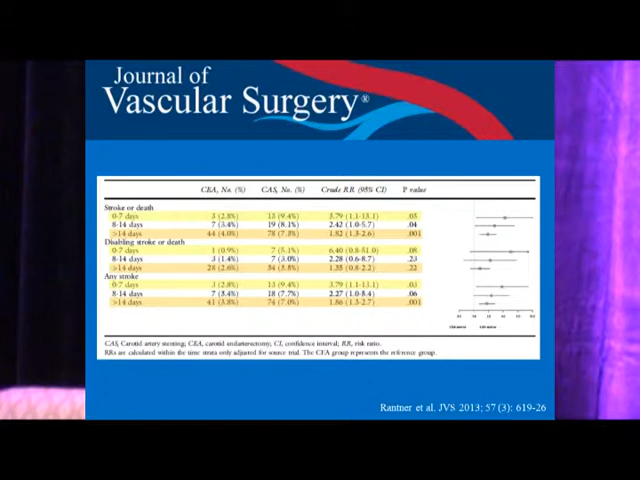 Journal of
Vascular Surgery®
CEA, No. (%) CAS, No. (%) Crude RR (95% CI) P value
Stroke or death
0-7 days 3 (2.8%) 13 (9.4%) 3.79 (1.1-13.1) .03
8-14 days 7 (3.4%) 19 (8.1%) 2.42 (1.0-5.7) .04
>14 days 44 (4.0%) 78 (7.3%) 1.82 (1.3-2.6) .001
Disabling stroke or death
0-7 days 1 (0.9%) 7 (5.1%) 6.40 (0.8-51.0) .08
8-14 days 3 (1.4%) 7 (3.0%) 2.28 (0.6-8.7) .23
>14 days 28 (2.6%) 1.35 (0.8-2.2) .22
Any stroke
0-7 days 3 (2.8%) 13 (9.4%) 3.79 (1.1-13.1) .03
8-14 days 7 (3.4%) 18 (7.7%) 2.27 (1.0-5.4) .06
>14 days 41 (3.8%) 74 (7.0%) 1.86 (1.3-2.7) .001
CAS, Carotid artery stenting; CEA, carotid endarterectomy; CI, confidence interval; RR, risk ratio.
RRs are calculated within the time strata only adjusted for source trial. The CEA group represents the reference group.
Rantner et al. JVS 2013; 57 (3): 619-26